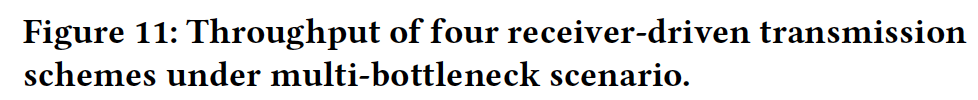 Figure 11: Throughput of four receiver-driven transmission
schemes under multi-bottleneck scenario.